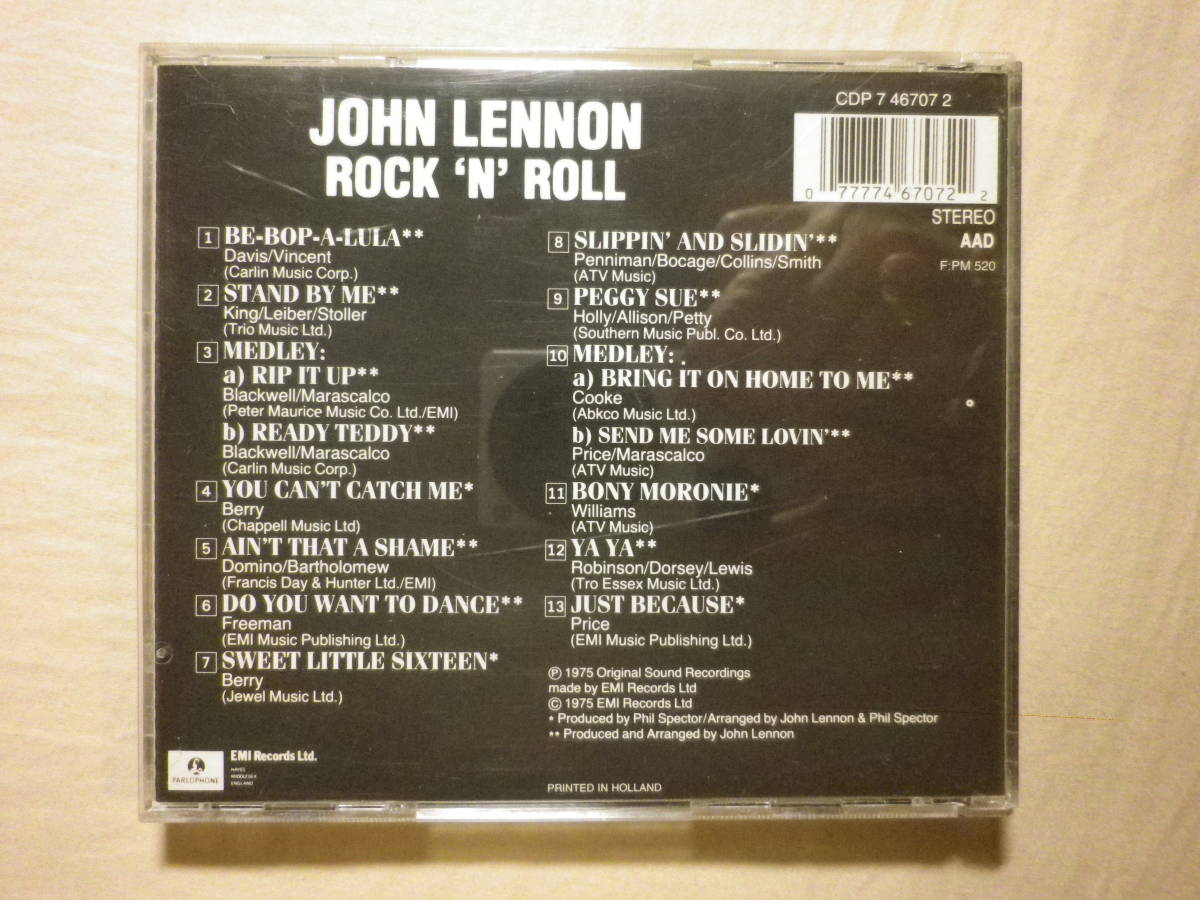 JOHN LENNON
ROCK 'N' ROLL
CDP 7 46707 2
0 77774 67072 2
STEREO
AAD
F:PM 520
1 BE-BOP-A-LULA**
Davis/Vincent
(Carlin Music Corp.)
2 STAND BY ME**
King/Leiber/Stoller
(Trio Music Ltd.)
3 MEDLEY:
a) RIP IT UP**
Blackwell/Marascalco
(Peter Maurice Music Co. Ltd./EMI)
b) READY TEDDY**
Blackwell/Marascalco
(Carlin Music Corp.)
4 YOU CAN'T CATCH ME*
Berry
(Chappell Music Ltd)
5 AIN'T THAT A SHAME**
Domino/Bartholomew
(Francis Day & Hunter Ltd./EMI)
6 DO YOU WANT TO DANCE**
Freeman
(EMI Music Publishing Ltd.)
7 SWEET LITTLE SIXTEEN*
Berry
(Jewel Music Ltd.)
8 SLIPPIN' AND SLIDIN'**
Penniman/Bocage/Collins/Smith
(ATV Music)
9 PEGGY SUE**
Holly/Allison/Petty
(Southern Music Publ. Co. Ltd.)
10 MEDLEY:
a) BRING IT ON HOME TO ME**
Cooke
(Abkco Music Ltd.)
b) SEND ME SOME LOVIN'**
Price/Marascalco
(ATV Music)
11 BONY MORONIE*
Williams
(ATV Music)
12 YA YA**
Robinson/Dorsey/Lewis
(Tro Essex Music Ltd.)
13 JUST BECAUSE*
Price
(EMI Music Publishing Ltd.)
Ⓟ 1975 Original Sound Recordings
made by EMI Records Ltd
© 1975 EMI Records Ltd
* Produced by Phil Spector/Arranged by John Lennon & Phil Spector
** Produced and Arranged by John Lennon
PARLOPHONE
EMI Records Ltd.
HAYES
MIDDLESEX
ENGLAND
PRINTED IN HOLLAND